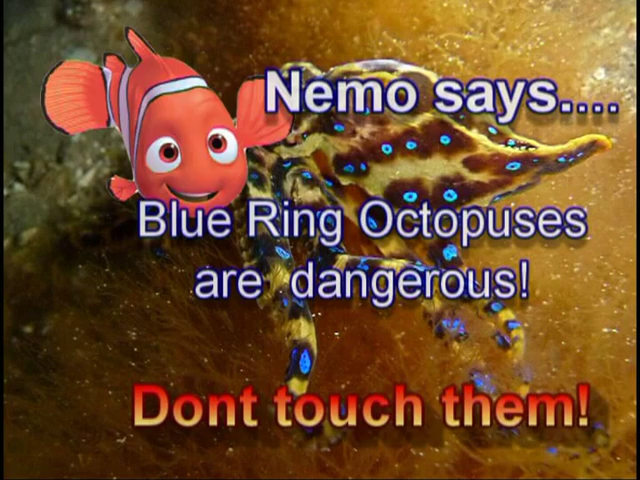 Nemo says....
Blue Ring Octopuses
are dangerous!
Dont touch them!